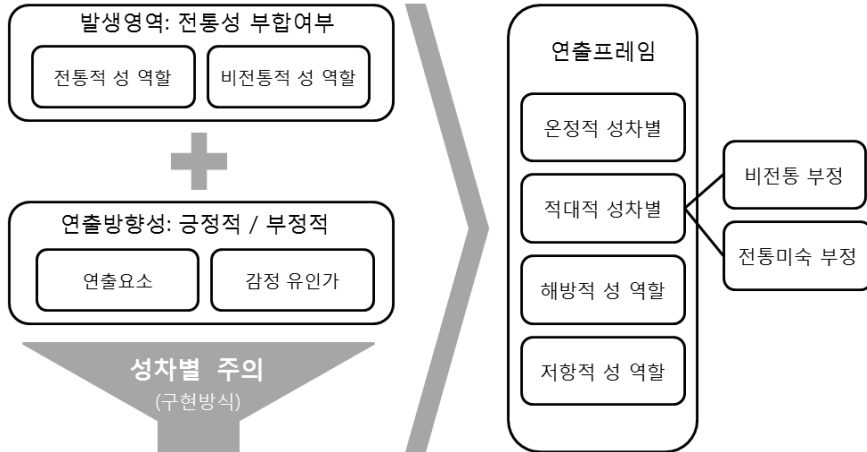 발생영역: 전통성 부합여부
전통적 성 역할
비전통적 성 역할
연출방향성: 긍정적 / 부정적
연출요소
감정 유인가
성차별 주의
(구현방식)
연출프레임
온정적 성차별
적대적 성차별
해방적 성 역할
저항적 성 역할
비전통 부정
전통미숙 부정